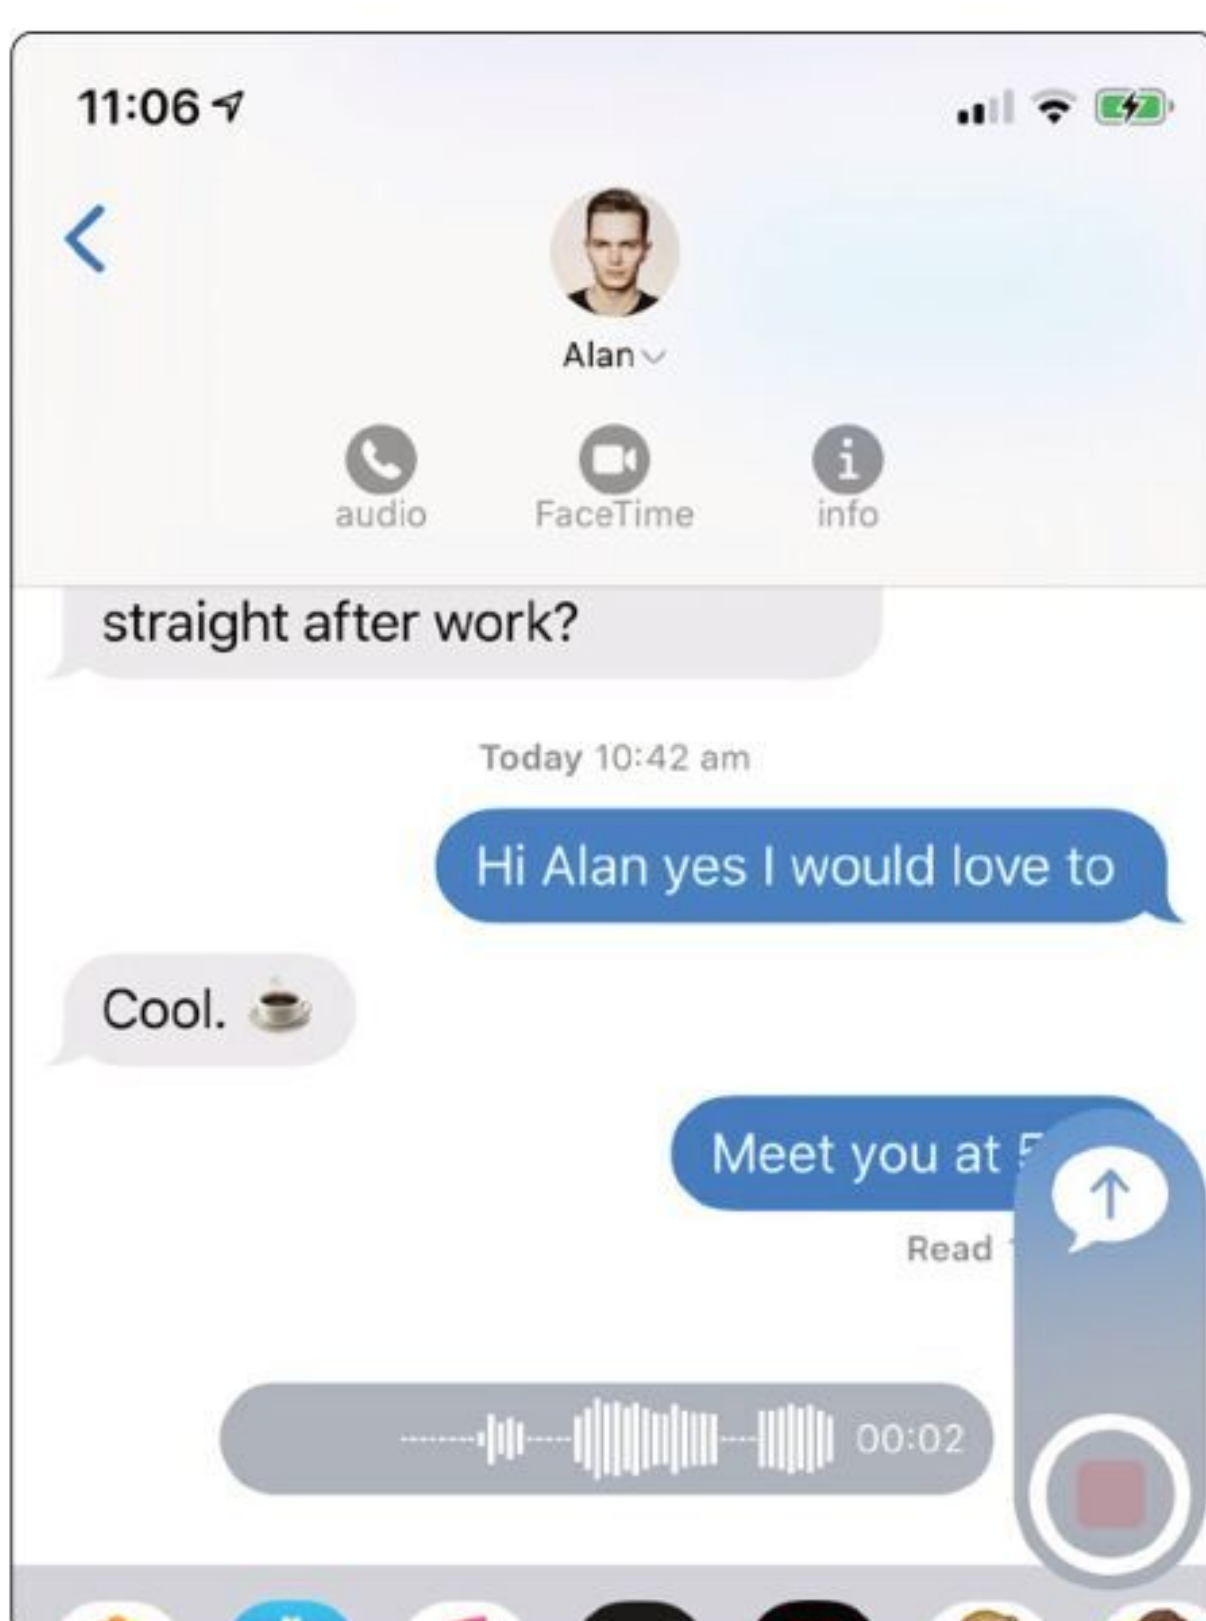 11:06
Alan
audio FaceTime info
straight after work?
Today 10:42 am
Hi Alan yes I would love to
Cool.
Meet you at
Read
00:02